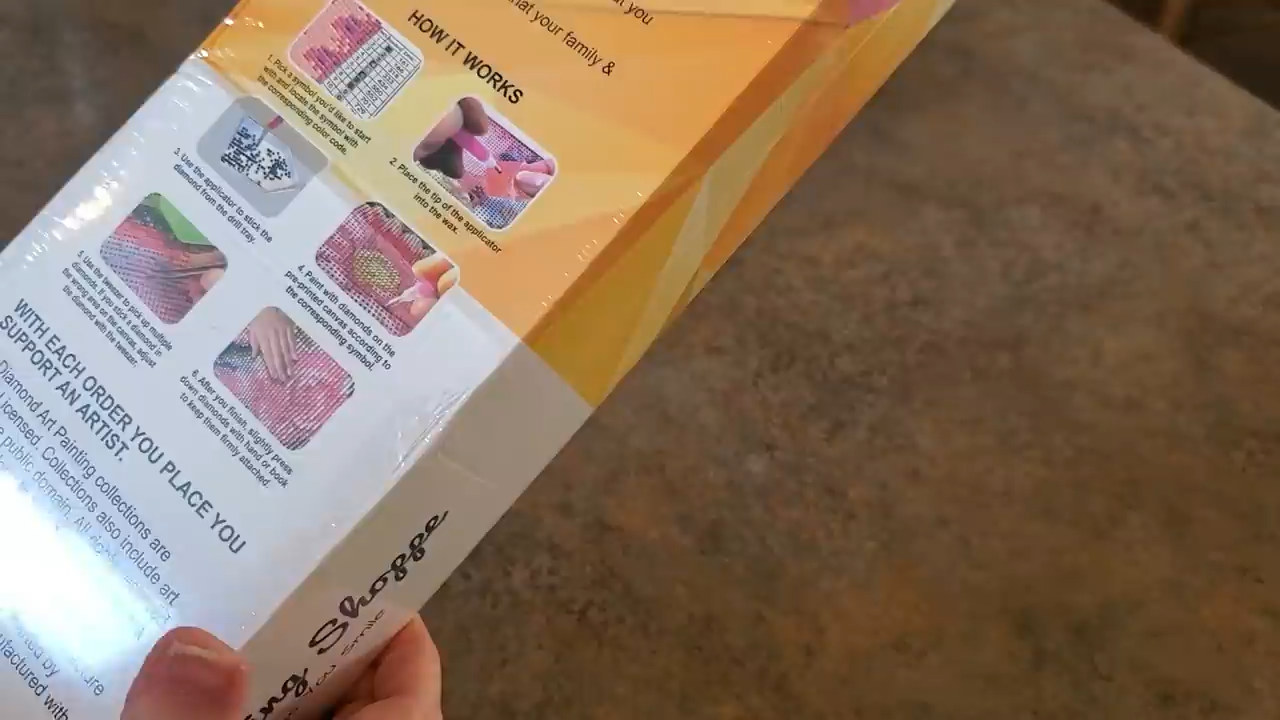 you
your family &
HOW IT WORKS
1. Pick a symbol you'd like to start
with and locate the symbol with
the corresponding color code.
2. Place the tip of the applicator
into the wax.
3. Use the applicator to stick the
diamond from the drill tray.
4. Paint with diamonds on the
pre-printed canvas according to
the corresponding symbol.
5. Use the tweezer to pick up multiple
diamonds. If you stick a diamond in
the wrong area on the canvas, adjust
the diamond with the tweezer.
6. After you finish, slightly press
down diamonds with hand or book
to keep them firmly attached.
WITH EACH ORDER YOU PLACE YOU
SUPPORT AN ARTIST.
Diamond Art Painting collections are
Licensed. Collections also include art
public domain. All
by
with
Shoppe
You Smile